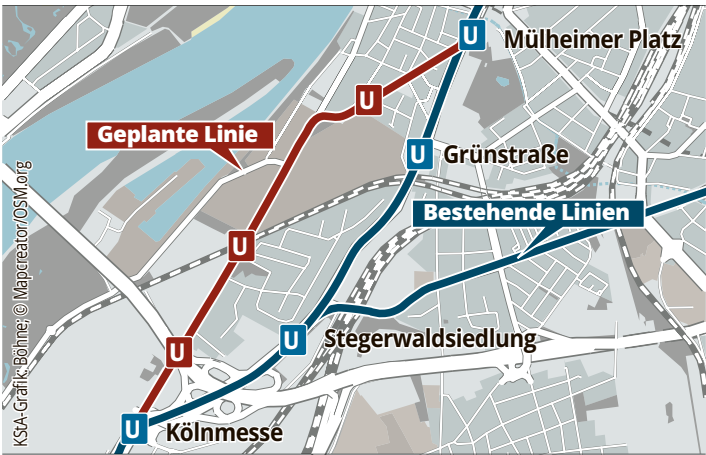 U
Mülheimer Platz
U
Geplante Linie
U
Grünstraße
Bestehende Linien
U
U
Stegerwaldsiedlung
U
U
Kölnmesse
KStA-Grafik: Böhne; © Mapcreator/OSM.org